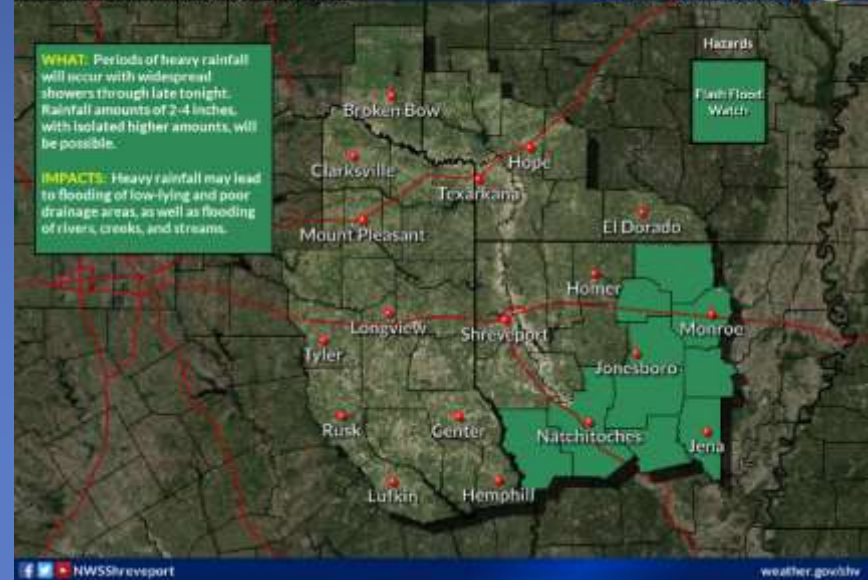 WHAT: Periods of heavy rainfall
will occur with widespread
showers through late tonight.
Rainfall amounts of 2-4 inches,
with isolated higher amounts, will
be possible.
IMPACTS: Heavy rainfall may lead
to flooding of low-lying and poor
drainage areas, as well as flooding
of rivers, creeks, and streams.
Hazards
Flash Flood
Watch
Broken Bow
Clarksville
Hope
Texarkana
Mount Pleasant
El Dorado
Homer
Longview
Shreveport
Monroe
Tyler
Jonesboro
Rusk
Center
Natchitoches
Jena
Lufkin
Hemphill
NWSShreveport
weather.gov/shv